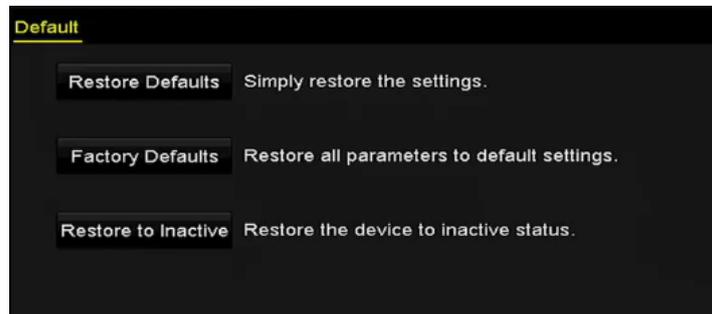 Default
Restore Defaults Simply restore the settings.
Factory Defaults Restore all parameters to default settings.
Restore to Inactive Restore the device to inactive status.